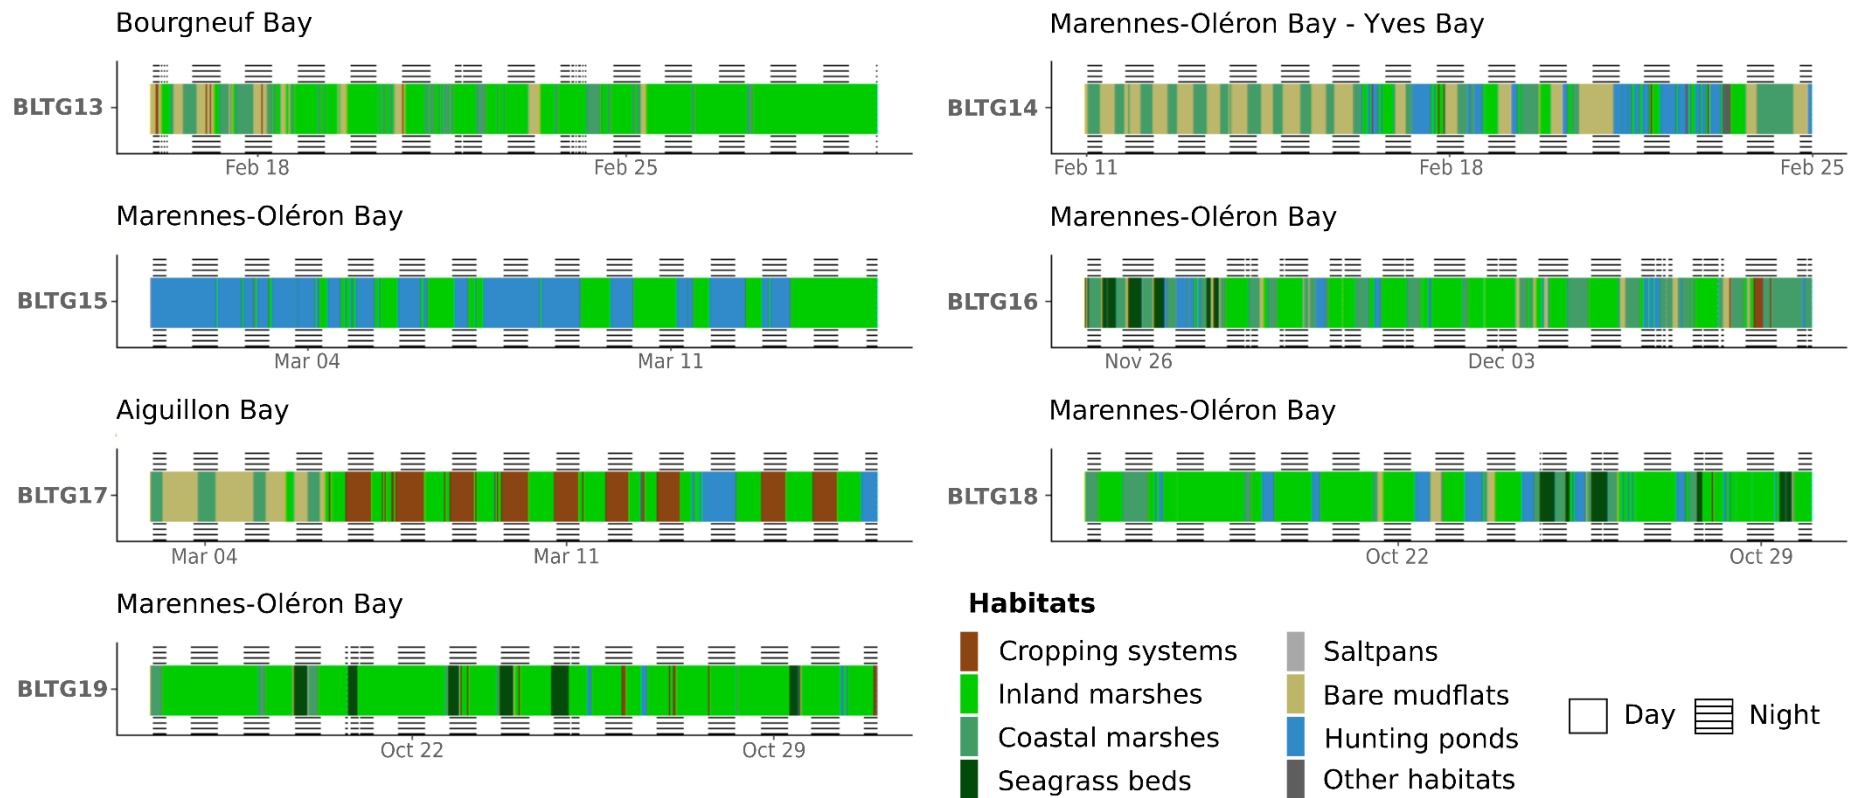 Bourgneuf Bay
BLTG13
Feb 18
Feb 25
Marennes-Oléron Bay - Yves Bay
BLTG14
Feb 11
Feb 18
Feb 25
Marennes-Oléron Bay
BLTG15
Mar 04
Mar 11
Marennes-Oléron Bay
BLTG16
Nov 26
Dec 03
Aiguillon Bay
BLTG17
Mar 04
Mar 11
Marennes-Oléron Bay
BLTG18
Oct 22
Oct 29
Marennes-Oléron Bay
BLTG19
Oct 22
Oct 29
Habitats
Cropping systems
Inland marshes
Coastal marshes
Seagrass beds
Saltpans
Bare mudflats
Hunting ponds
Other habitats
Day
Night